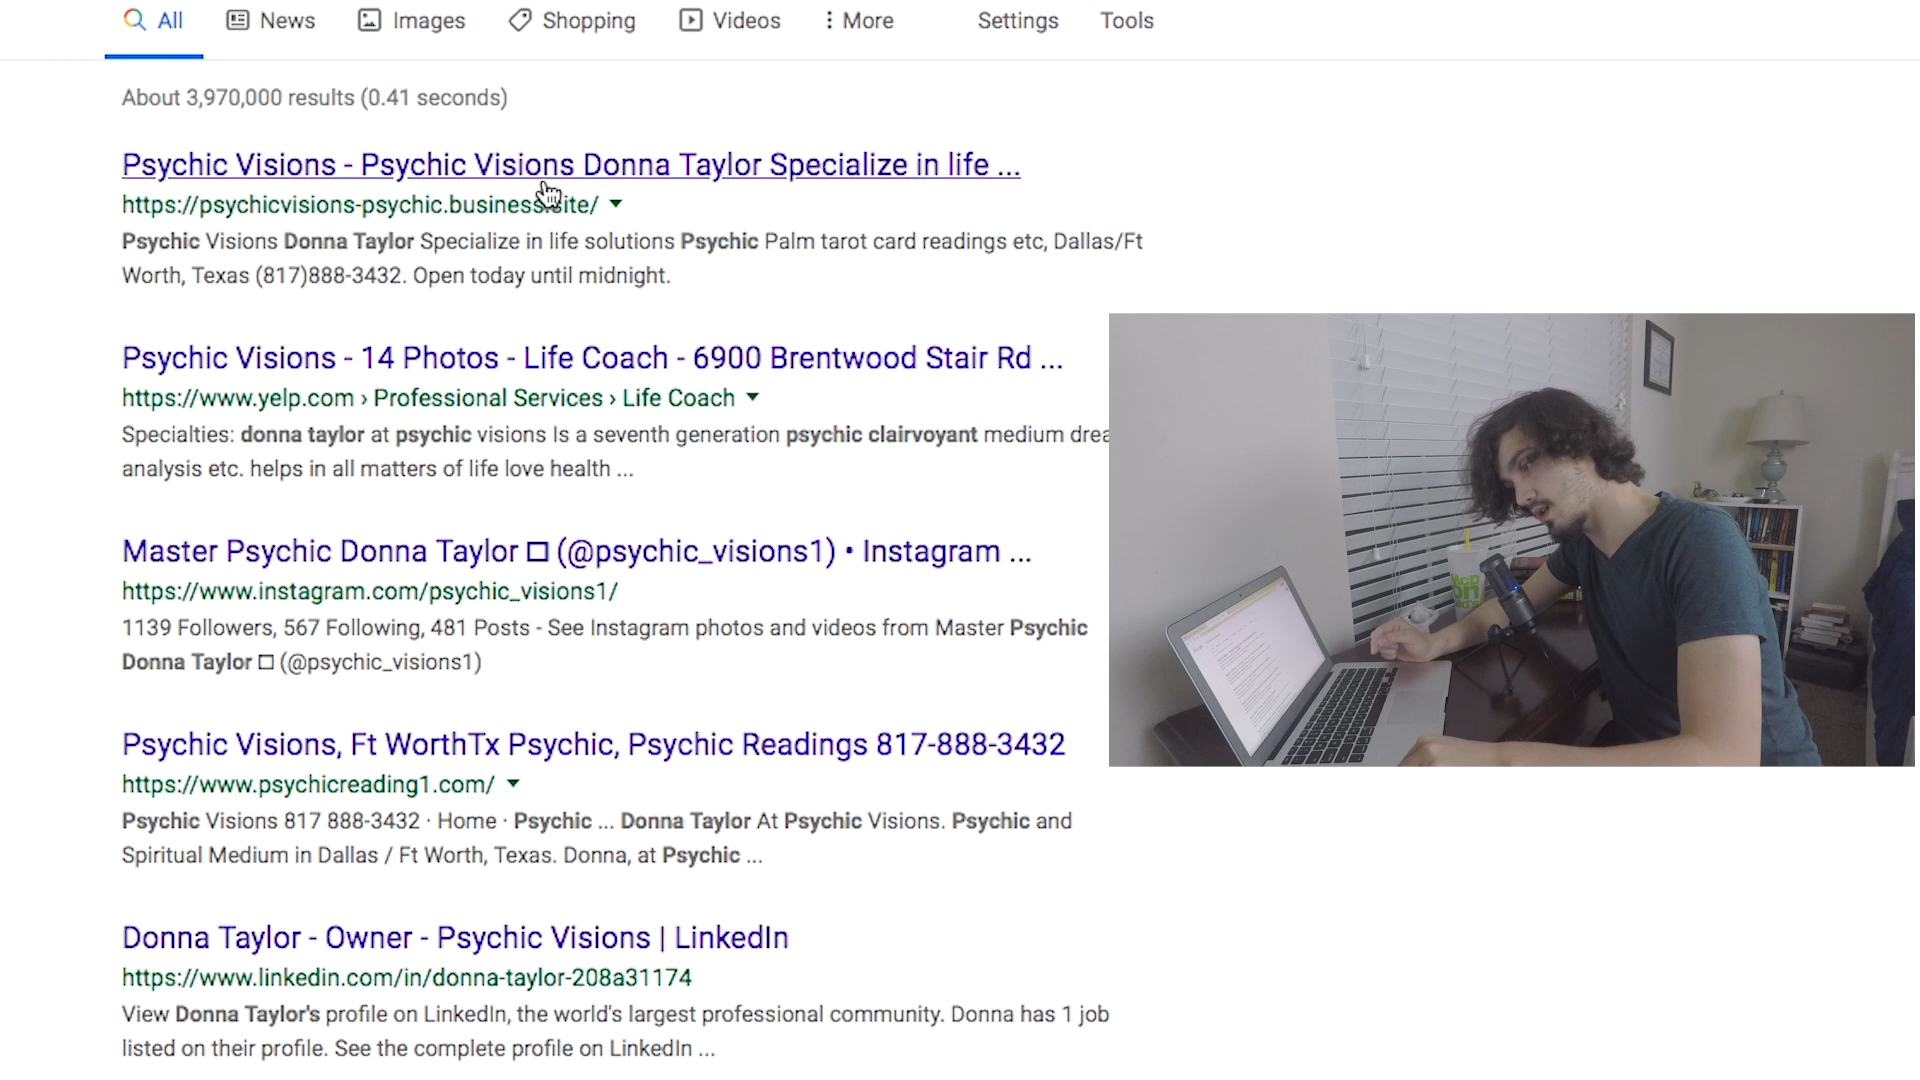 All News Images Shopping Videos More Settings Tools
About 3,970,000 results (0.41 seconds)
Psychic Visions - Psychic Visions Donna Taylor Specialize in life ...
https://psychicvisions-psychic.business.site/
Psychic Visions Donna Taylor Specialize in life solutions Psychic Palm tarot card readings etc, Dallas/Ft
Worth, Texas (817)888-3432. Open today until midnight.
Psychic Visions - 14 Photos - Life Coach - 6900 Brentwood Stair Rd ...
https://www.yelp.com › Professional Services › Life Coach
Specialties: donna taylor at psychic visions Is a seventh generation psychic clairvoyant medium drea
analysis etc. helps in all matters of life love health ...
Master Psychic Donna Taylor □ (@psychic_visions1) • Instagram ...
https://www.instagram.com/psychic_visions1/
1139 Followers, 567 Following, 481 Posts - See Instagram photos and videos from Master Psychic
Donna Taylor □ (@psychic_visions1)
Psychic Visions, Ft WorthTx Psychic, Psychic Readings 817-888-3432
https://www.psychicreading1.com/
Psychic Visions 817 888-3432 · Home · Psychic ... Donna Taylor At Psychic Visions. Psychic and
Spiritual Medium in Dallas / Ft Worth, Texas. Donna, at Psychic ...
Donna Taylor - Owner - Psychic Visions | LinkedIn
https://www.linkedin.com/in/donna-taylor-208a31174
View Donna Taylor's profile on LinkedIn, the world's largest professional community. Donna has 1 job
listed on their profile. See the complete profile on LinkedIn ...